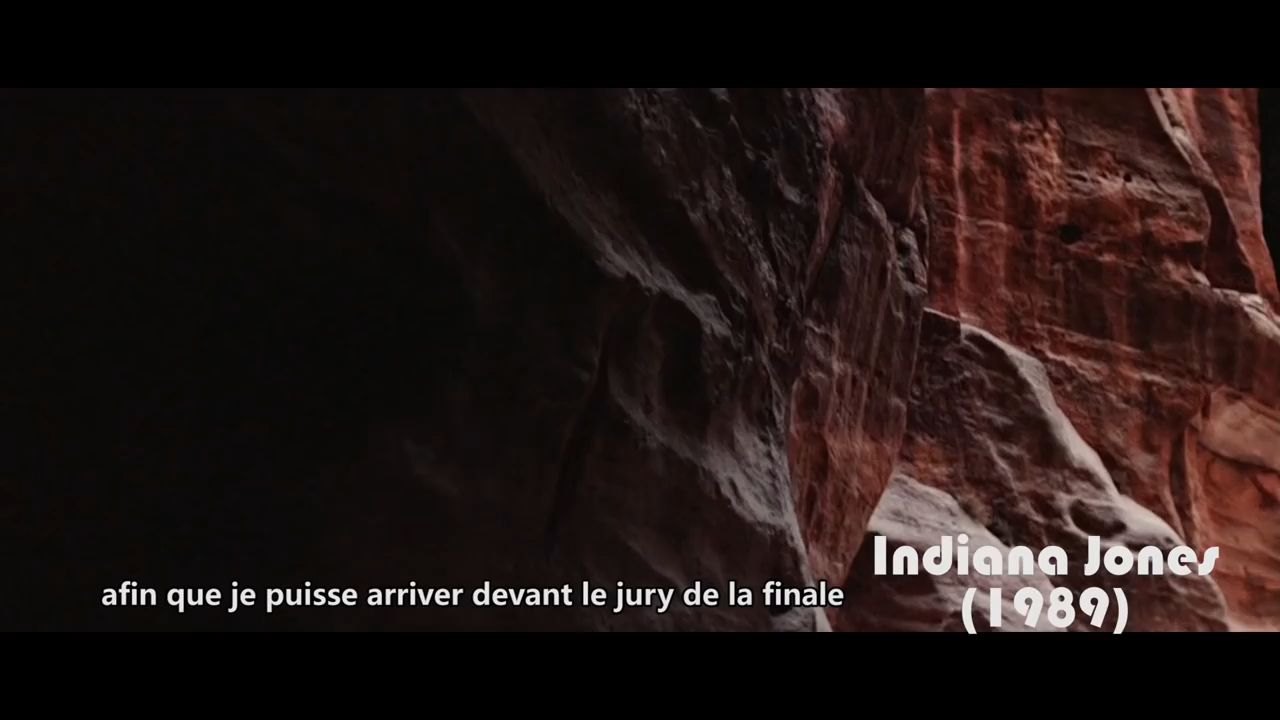 afin que je puisse arriver devant le jury de la finale
Indiana Jones
(1989)